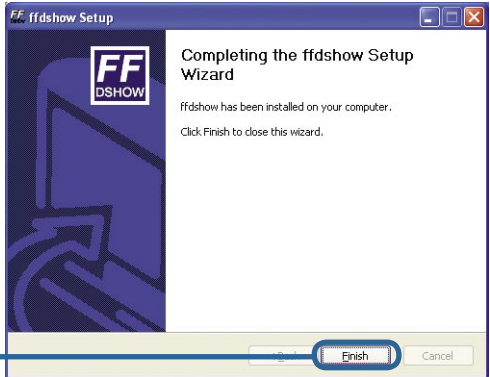 ffdshow Setup
FF
DSHOW
Completing the ffdshow Setup
Wizard
ffdshow has been installed on your computer.
Click Finish to close this wizard.
Finish
Cancel